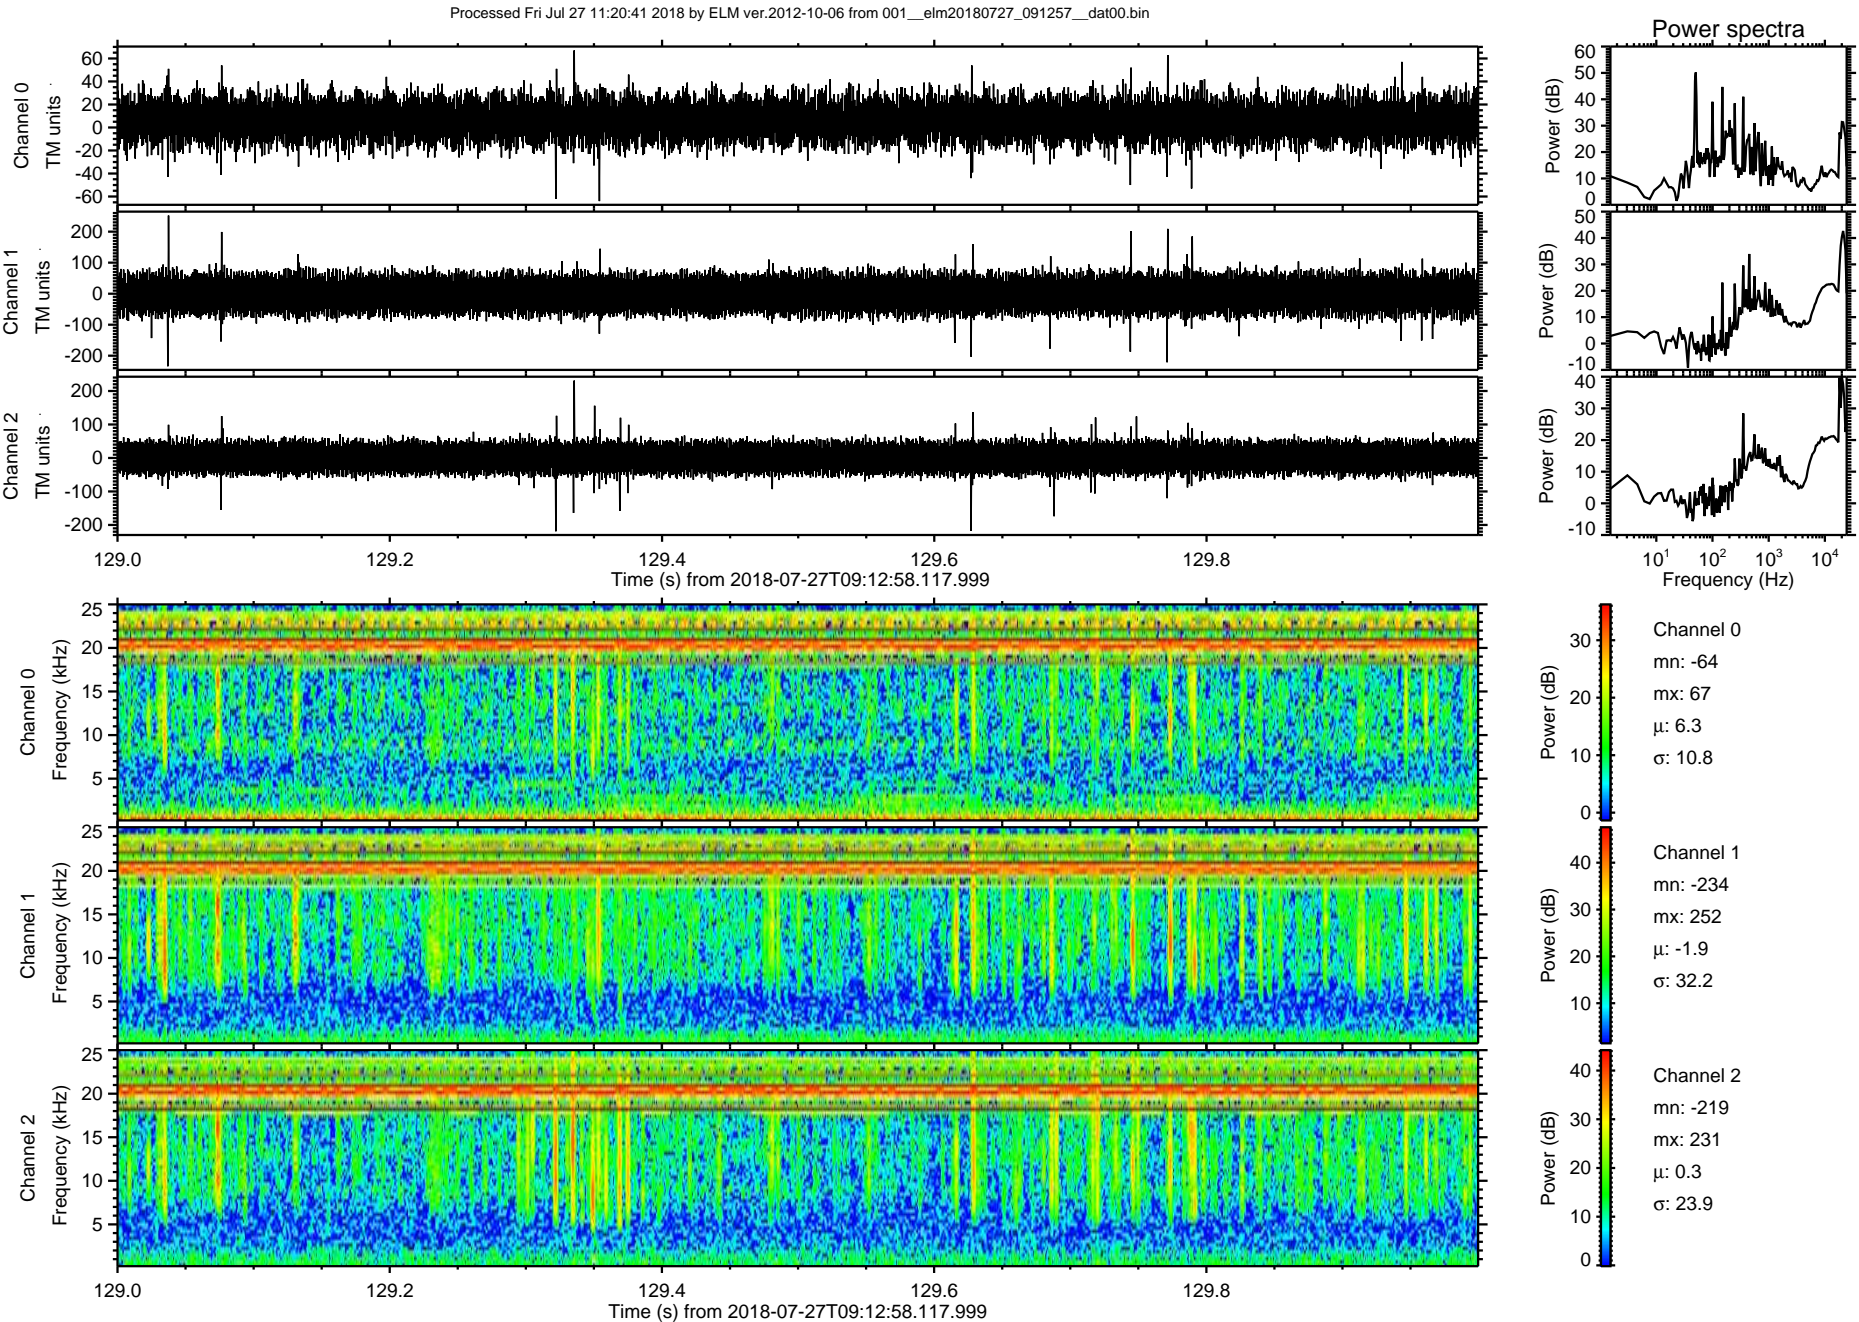 Processed Fri Jul 27 11:20:41 2018 by ELM ver.2012-10-06 from 001__elm20180727_091257__dat00.bin
Power spectra
Channel 0
TM units
60
40
20
0
-20
-40
-60
Power (dB)
60
50
40
30
20
10
0
Channel 1
TM units
200
100
0
-100
-200
Power (dB)
50
40
30
20
10
0
-10
Channel 2
TM units
200
100
0
-100
-200
Power (dB)
40
30
20
10
0
-10
129.0 129.2 129.4 129.6 129.8
Time (s) from 2018-07-27T09:12:58.117.999
10^1 10^2 10^3 10^4
Frequency (Hz)
Channel 0
Frequency (kHz)
25
20
15
10
5
Power (dB)
30
20
10
0
Channel 0
mn: -64
mx: 67
μ: 6.3
σ: 10.8
Channel 1
Frequency (kHz)
25
20
15
10
5
Power (dB)
40
30
20
10
Channel 1
mn: -234
mx: 252
μ: -1.9
σ: 32.2
Channel 2
Frequency (kHz)
25
20
15
10
5
Power (dB)
40
30
20
10
0
Channel 2
mn: -219
mx: 231
μ: 0.3
σ: 23.9
129.0 129.2 129.4 129.6 129.8
Time (s) from 2018-07-27T09:12:58.117.999